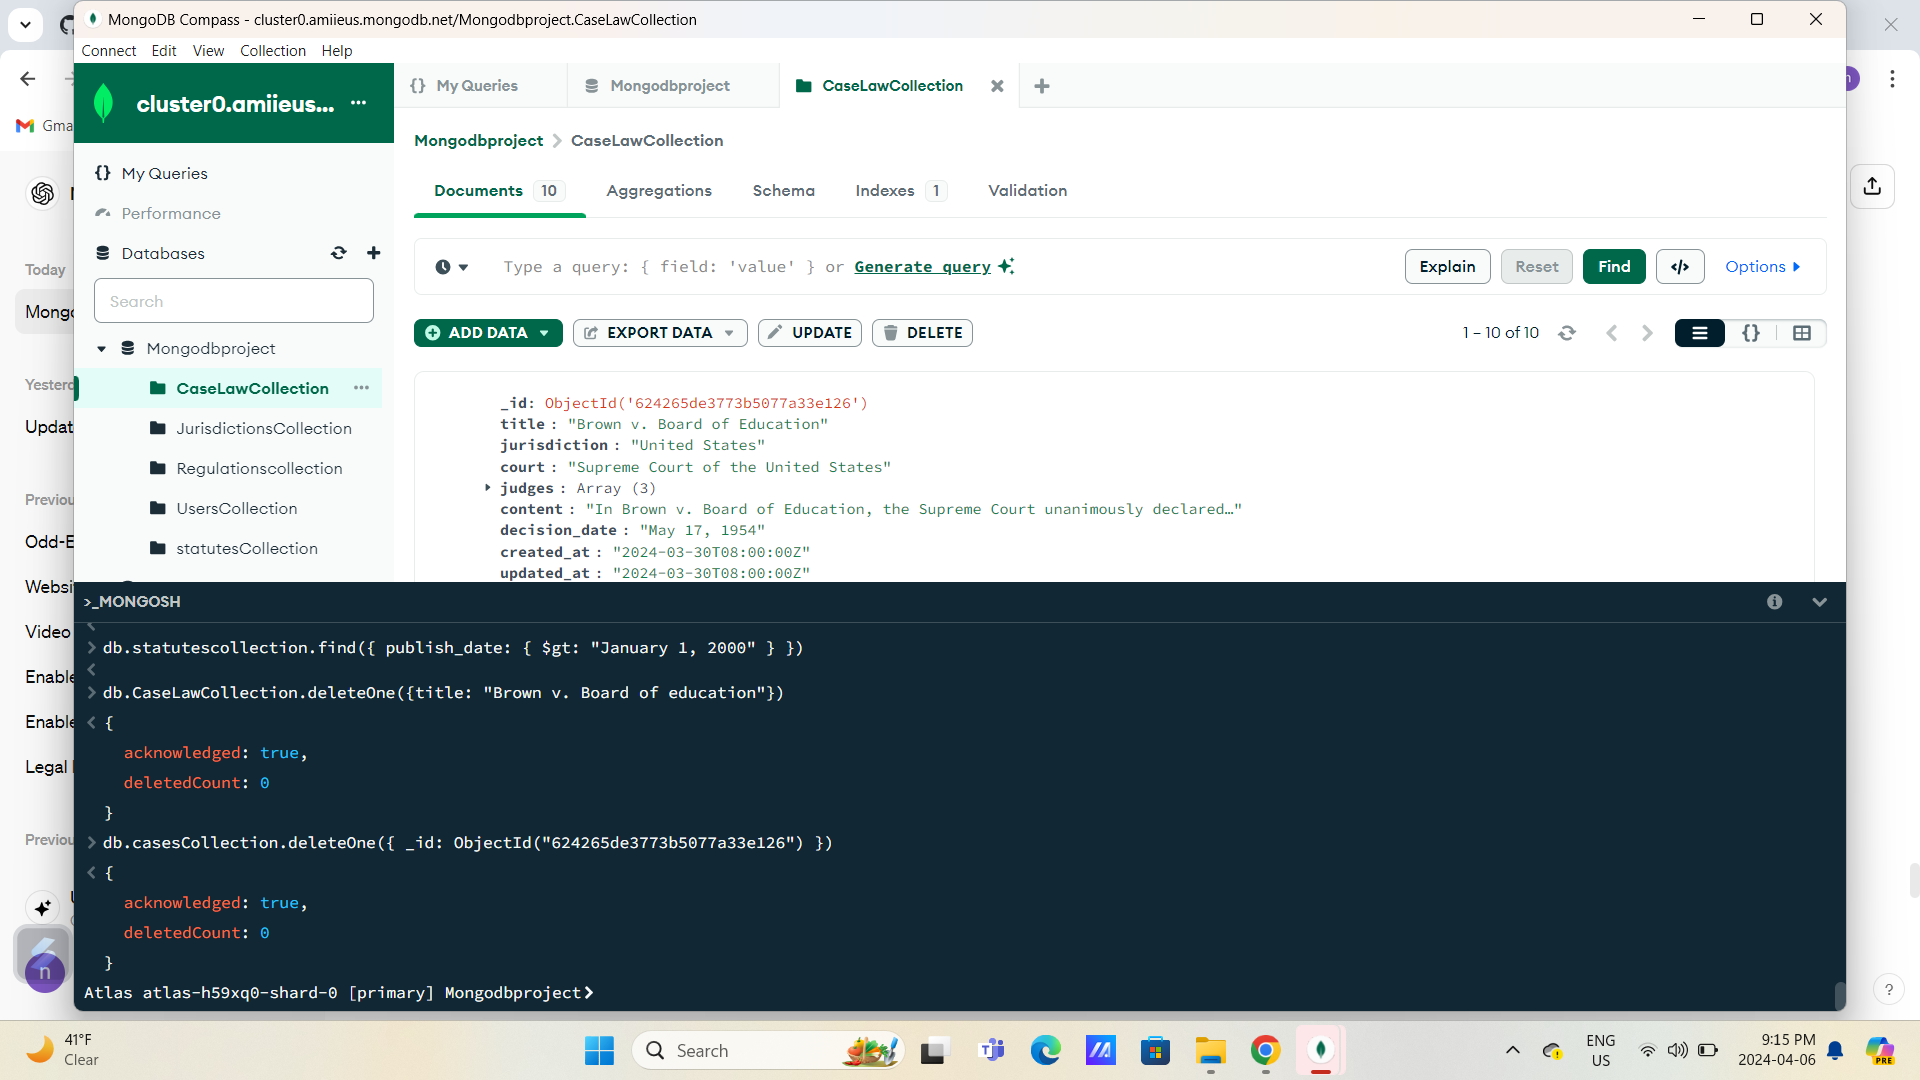 MongoDB Compass - cluster0.amiieus.mongodb.net/Mongodbproject.CaseLawCollection
Connect Edit View Collection Help
cluster0.amiieus... ...
{} My Queries
Mongodbproject
CaseLawCollection
Gma
My Queries
Performance
Databases
Search
Mongodbproject
CaseLawCollection ...
JurisdictionsCollection
Regulationscollection
UsersCollection
statutesCollection
Today
Mongo
Yesterd
Updat
Previou
Odd-E
Websi
Video
Enable
Enable
Legal
Previou
n
Mongodbproject > CaseLawCollection
Documents 10 Aggregations Schema Indexes 1 Validation
Type a query: { field: 'value' } or Generate query
Explain Reset Find </> Options
ADD DATA EXPORT DATA UPDATE DELETE
1 – 10 of 10
{}
_id: ObjectId('624265de3773b5077a33e126')
title : "Brown v. Board of Education"
jurisdiction : "United States"
court : "Supreme Court of the United States"
judges : Array (3)
content : "In Brown v. Board of Education, the Supreme Court unanimously declared…"
decision_date : "May 17, 1954"
created_at : "2024-03-30T08:00:00Z"
updated_at : "2024-03-30T08:00:00Z"
>_MONGOSH
db.statutescollection.find({ publish_date: { $gt: "January 1, 2000" } })
<
> db.CaseLawCollection.deleteOne({title: "Brown v. Board of education"})
< {
acknowledged: true,
deletedCount: 0
}
> db.casesCollection.deleteOne({ _id: ObjectId("624265de3773b5077a33e126") })
< {
acknowledged: true,
deletedCount: 0
}
Atlas atlas-h59xq0-shard-0 [primary] Mongodbproject>
?
41°F
Clear
Search
ENG
US
9:15 PM
2024-04-06
PRE